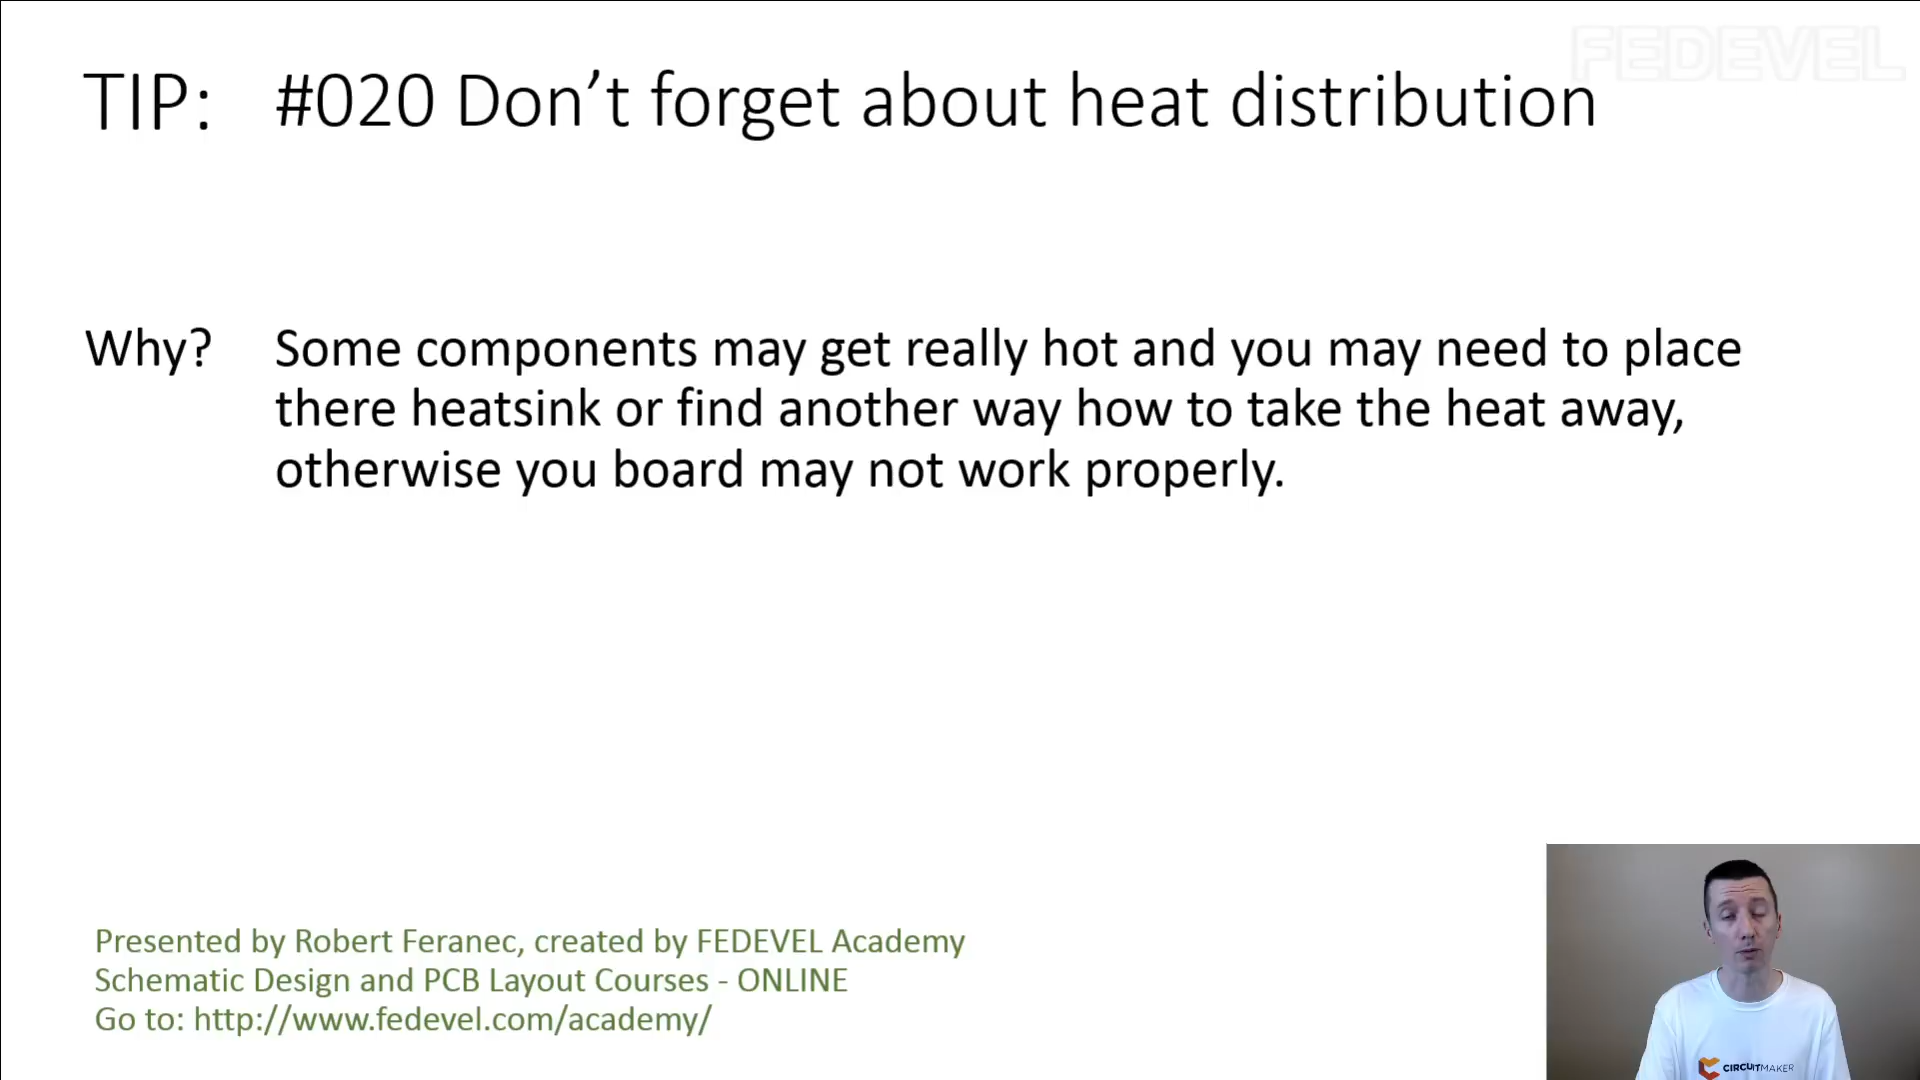 FEDEVEL
TIP: #020 Don’t forget about heat distribution
Why? Some components may get really hot and you may need to place
there heatsink or find another way how to take the heat away,
otherwise you board may not work properly.
Presented by Robert Feranec, created by FEDEVEL Academy
Schematic Design and PCB Layout Courses - ONLINE
Go to: http://www.fedevel.com/academy/
CIRCUITMAKER